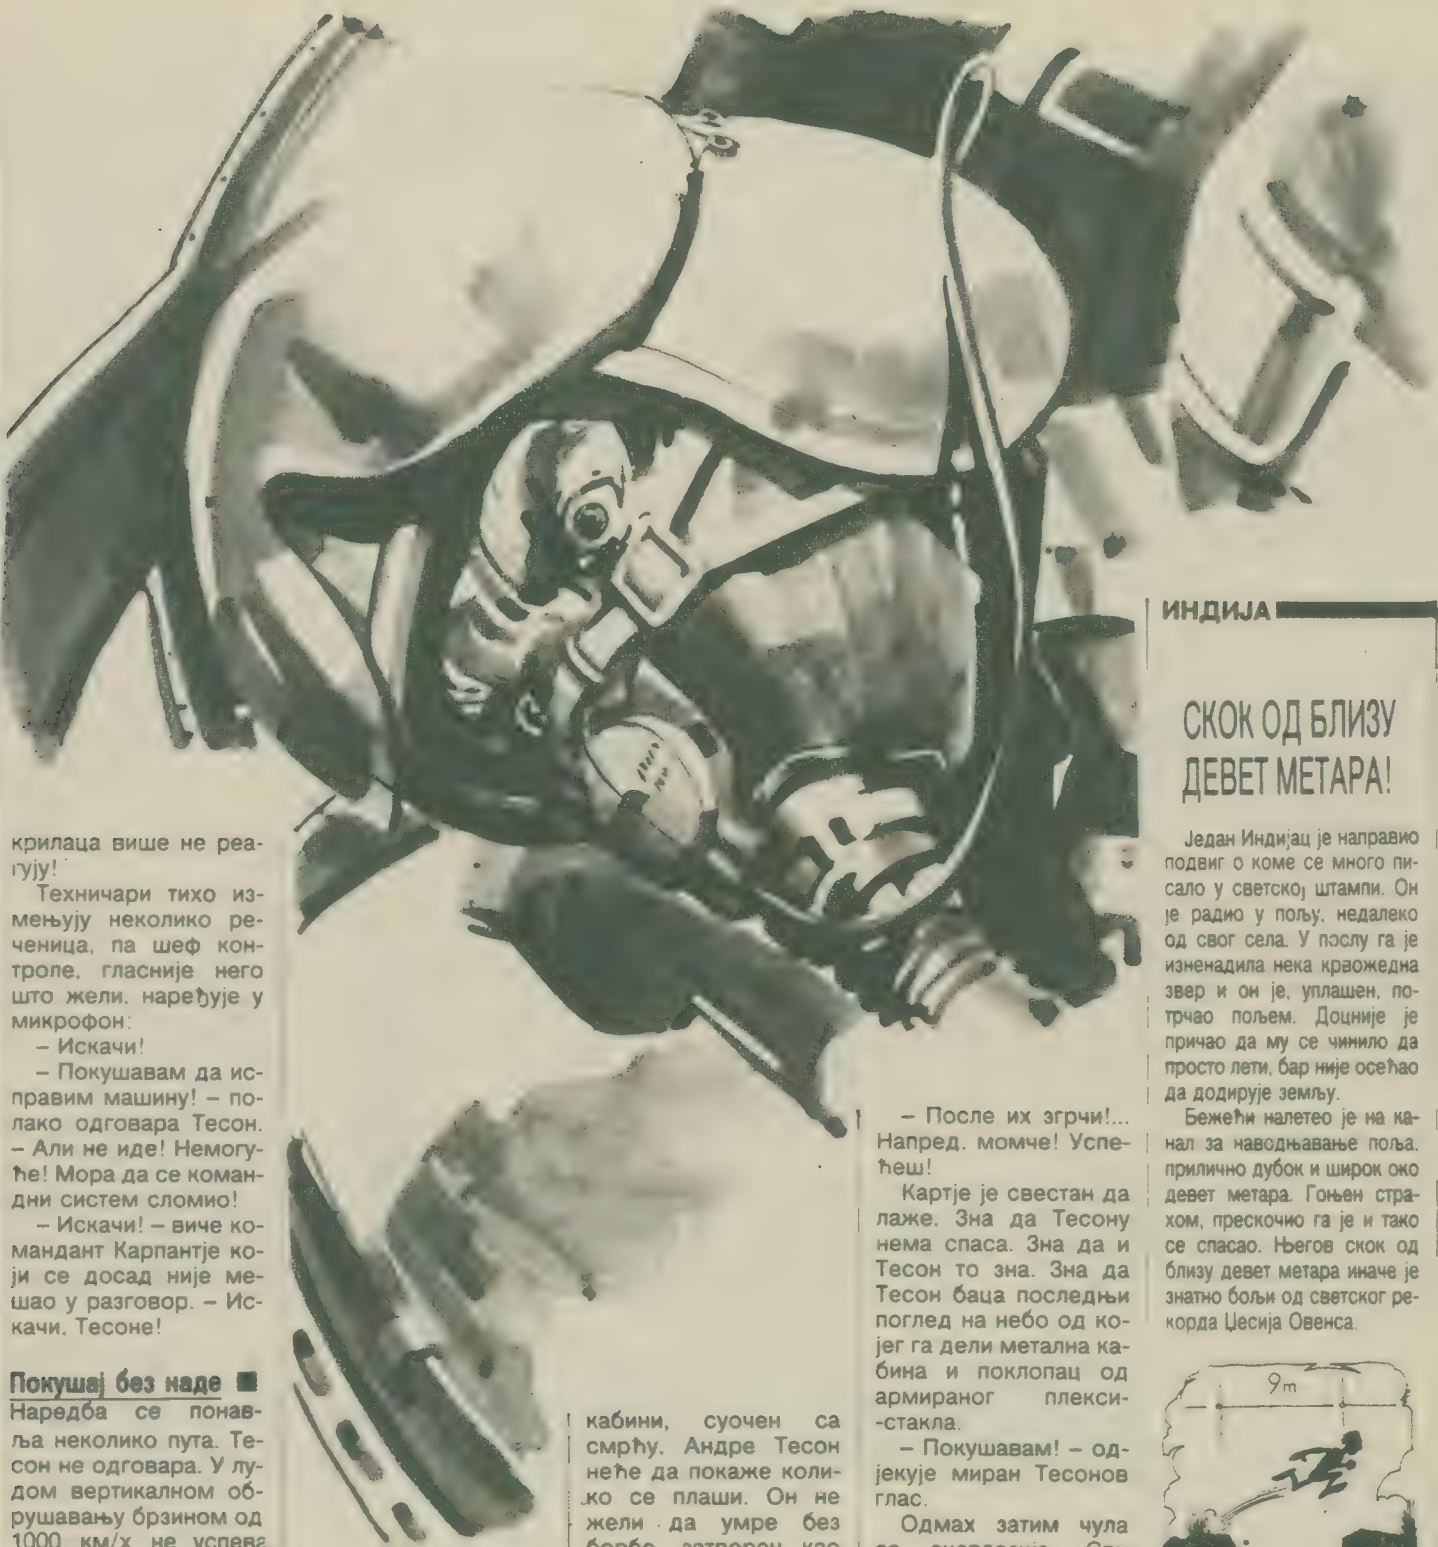 крилаца више не реа-
гују!
Техничари тихо из-
мењују неколико ре-
ченица, па шеф кон-
троле, гласније него
што жели, наређује у
микрофон:
– Искачи!
– Покушавам да ис-
правим машину! – по-
лако одговара Тесон.
– Али не иде! Немогу-
ће! Мора да се коман-
дни систем сломио!
– Искачи! – виче ко-
мандант Карпантје ко-
ји се досад није ме-
шао у разговор. – Ис-
качи, Тесоне!
Покушај без наде
Наредба се понав-
ља неколико пута. Те-
сон не одговара. У лу-
дом вертикалном об-
рушавању брзином од
1000 км/х не успева
кабини, суочен са
смрћу, Андре Тесон
неће да покаже коли-
ко се плаши. Он не
жели да умре без
борбе, затворен као
– После их згрчи!...
Напред, момче! Успе-
ћеш!
Картје је свестан да
лаже. Зна да Тесону
нема спаса. Зна да и
Тесон то зна. Зна да
Тесон баца последњи
поглед на небо од ко-
јег га дели метална ка-
бина и поклопац од
армираног плекси-
-стакла.
– Покушавам! – од-
јекује миран Тесонов
глас.
Одмах затим чула
се експлозија.
ИНДИЈА
СКОК ОД БЛИЗУ
ДЕВЕТ МЕТАРА!
Један Индијац је направио
подвиг о коме се много пи-
сало у светској штампи. Он
је радио у пољу, недалеко
од свог села. У послу га је
изненадила нека крвожедна
звер и он је, уплашен, по-
трчао пољем. Доцније је
причао да му се чинило да
просто лети, бар није осећао
да додирује земљу.
Бежећи налетео је на ка-
нал за наводњавање поља,
прилично дубок и широк око
девет метара. Гоњен стра-
хом, прескочио га је и тако
се спасао. Његов скок од
близу девет метара иначе је
знатно бољи од светског ре-
корда Џесија Овенса.
9m